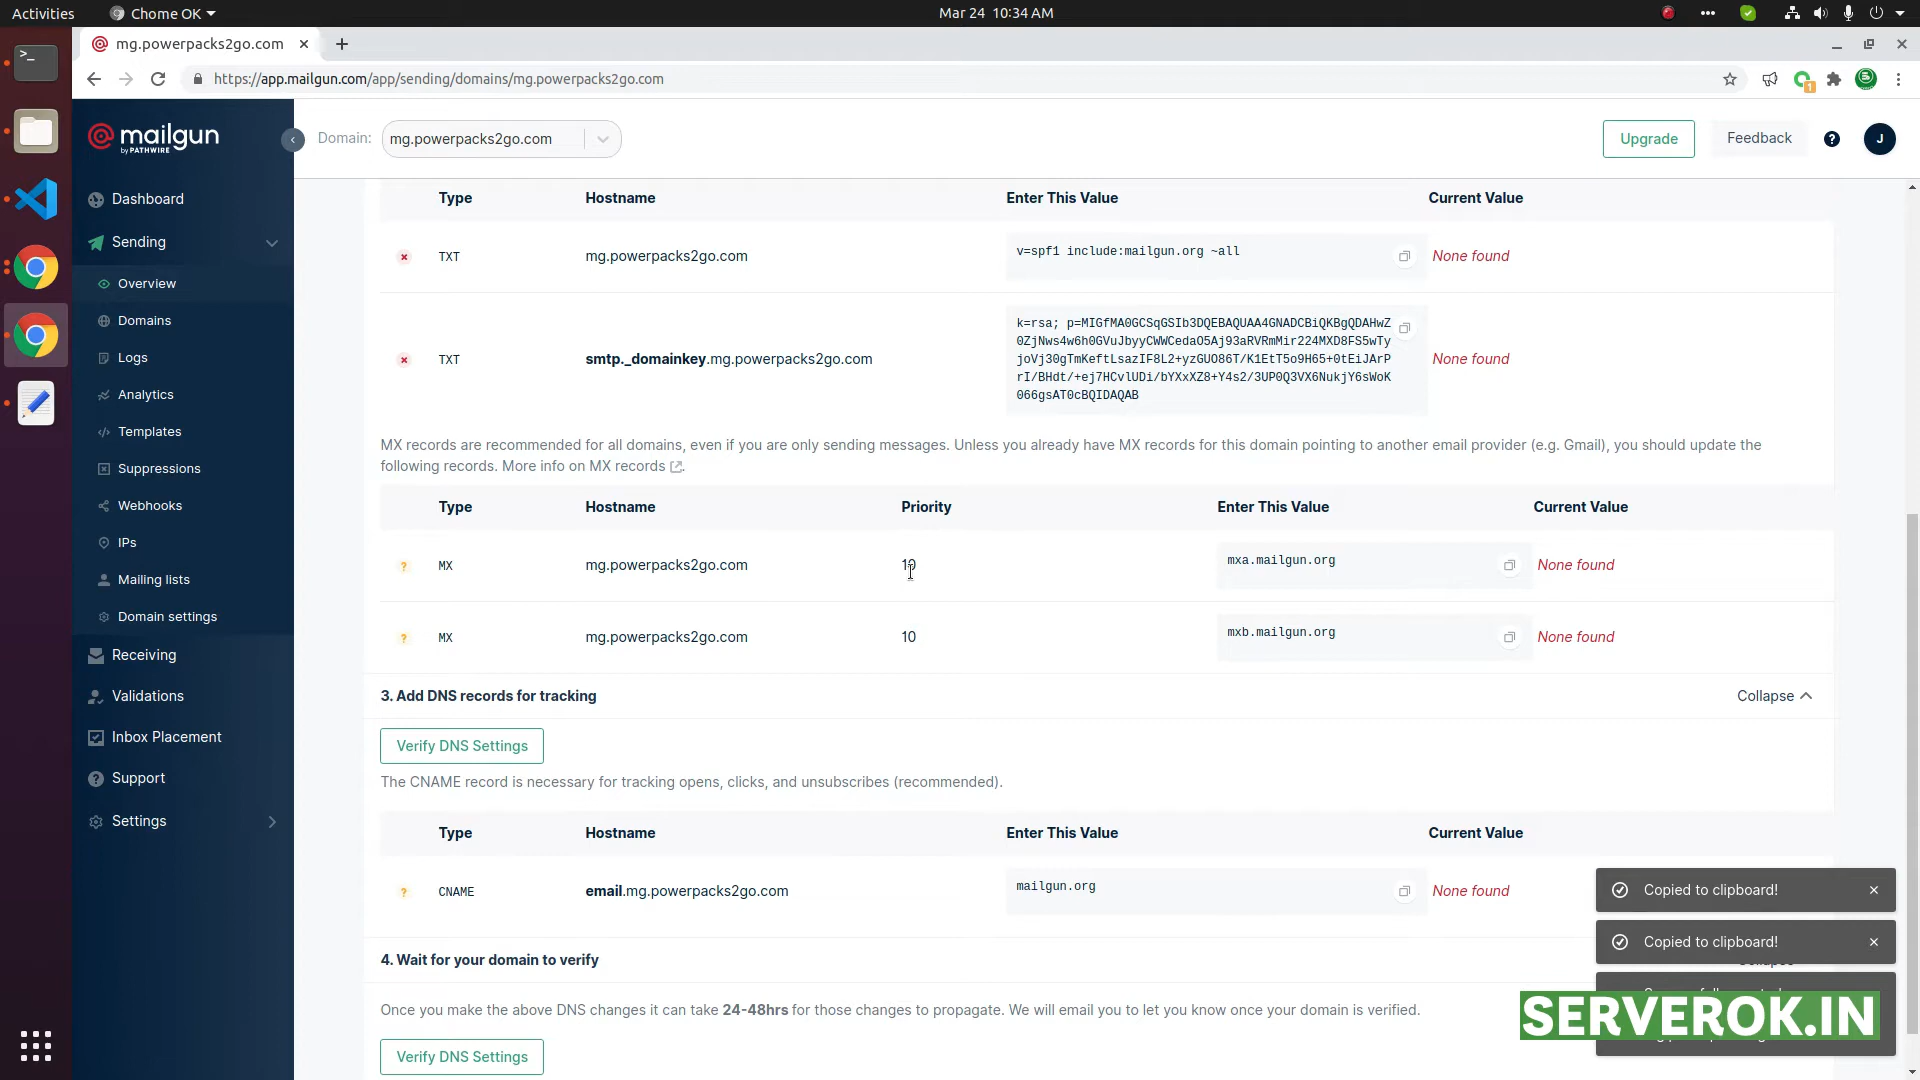 Activities
Chome OK
Mar 24 10:34 AM
mg.powerpacks2go.com
https://app.mailgun.com/app/sending/domains/mg.powerpacks2go.com
1
mailgun
by PATHWIRE
Domain:
mg.powerpacks2go.com
Upgrade
Feedback
J
Dashboard
Sending
Overview
Domains
Logs
Analytics
Templates
Suppressions
Webhooks
IPs
Mailing lists
Domain settings
Receiving
Validations
Inbox Placement
Support
Settings
Type Hostname Enter This Value Current Value
TXT mg.powerpacks2go.com v=spf1 include:mailgun.org ~all None found
TXT smtp._domainkey.mg.powerpacks2go.com None found
k=rsa; p=MIGfMA0GCSqGSIb3DQEBAQUAA4GNADCBiQKBgQDAHwZ
0ZjNws4w6h0GVuJbyyCWWCedaO5Aj93aRVRmMir224MXD8FS5wTy
joVj30gTmKeftLsazIF8L2+yzGUO86T/K1EtT5o9H65+0tEiJArP
rI/BHdt/+ej7HCvlUDi/bYXxXZ8+Y4s2/3UP0Q3VX6NukjY6sWoK
066gsAT0cBQIDAQAB
MX records are recommended for all domains, even if you are only sending messages. Unless you already have MX records for this domain pointing to another email provider (e.g. Gmail), you should update the
following records. More info on MX records.
Type Hostname Priority Enter This Value Current Value
MX mg.powerpacks2go.com 10 mxa.mailgun.org None found
MX mg.powerpacks2go.com 10 mxb.mailgun.org None found
3. Add DNS records for tracking Collapse
Verify DNS Settings
The CNAME record is necessary for tracking opens, clicks, and unsubscribes (recommended).
Type Hostname Enter This Value Current Value
CNAME email.mg.powerpacks2go.com mailgun.org None found
Copied to clipboard!
Copied to clipboard!
4. Wait for your domain to verify
Once you make the above DNS changes it can take 24-48hrs for those changes to propagate. We will email you to let you know once your domain is verified.
Verify DNS Settings
SERVEROK.IN